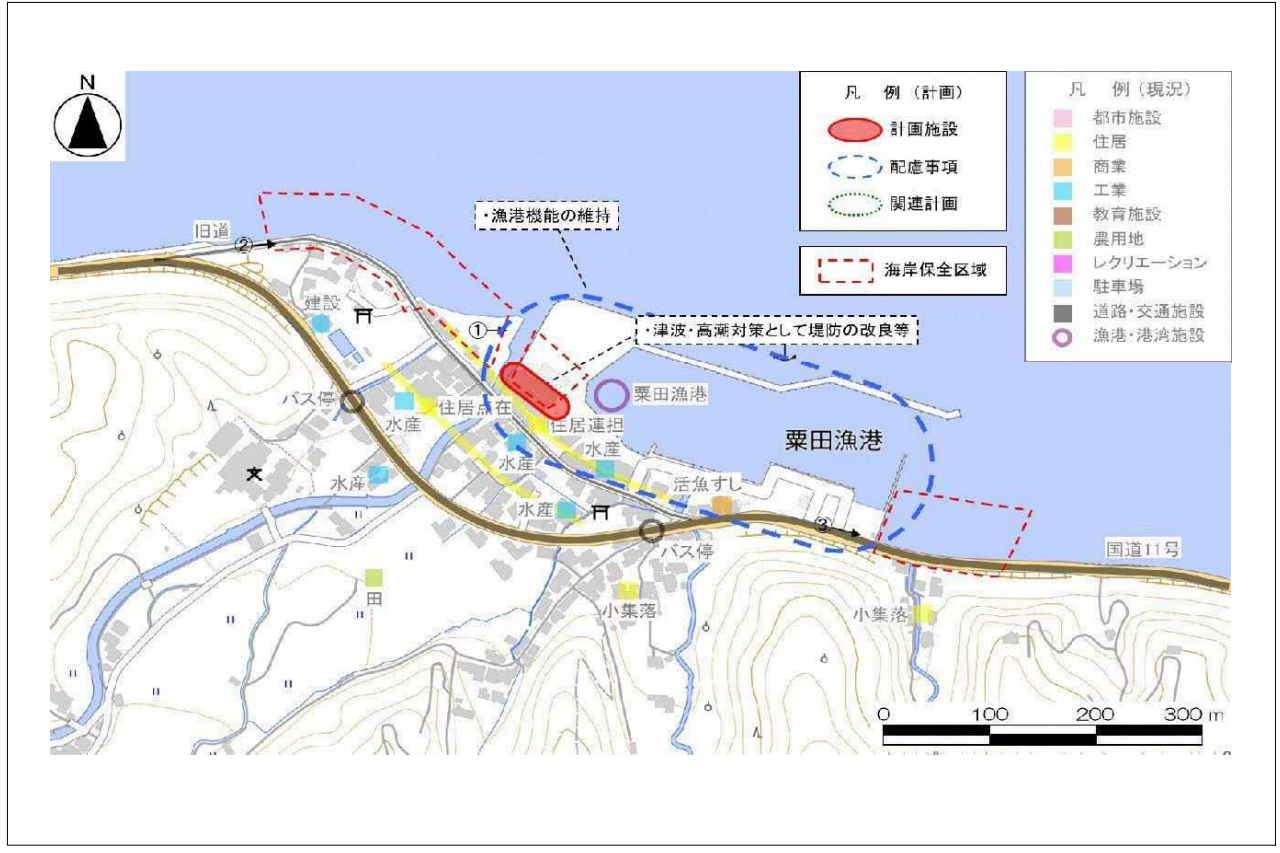 N
凡 例 (計画)
計画施設
配慮事項
関連計画
海岸保全区域
凡 例 (現況)
都市施設
住居
商業
工業
教育施設
農用地
レクリエーション
駐車場
道路・交通施設
漁港・港湾施設
・漁港機能の維持
旧道
②
建設
①
・津波・高潮対策として堤防の改良等
バス停
住居点在
水産
粟田漁港
住居連担
粟田漁港
水産
水産
水産
活魚すし
水産
③
バス停
国道11号
田
小集落
小集落
0 100 200 300 m